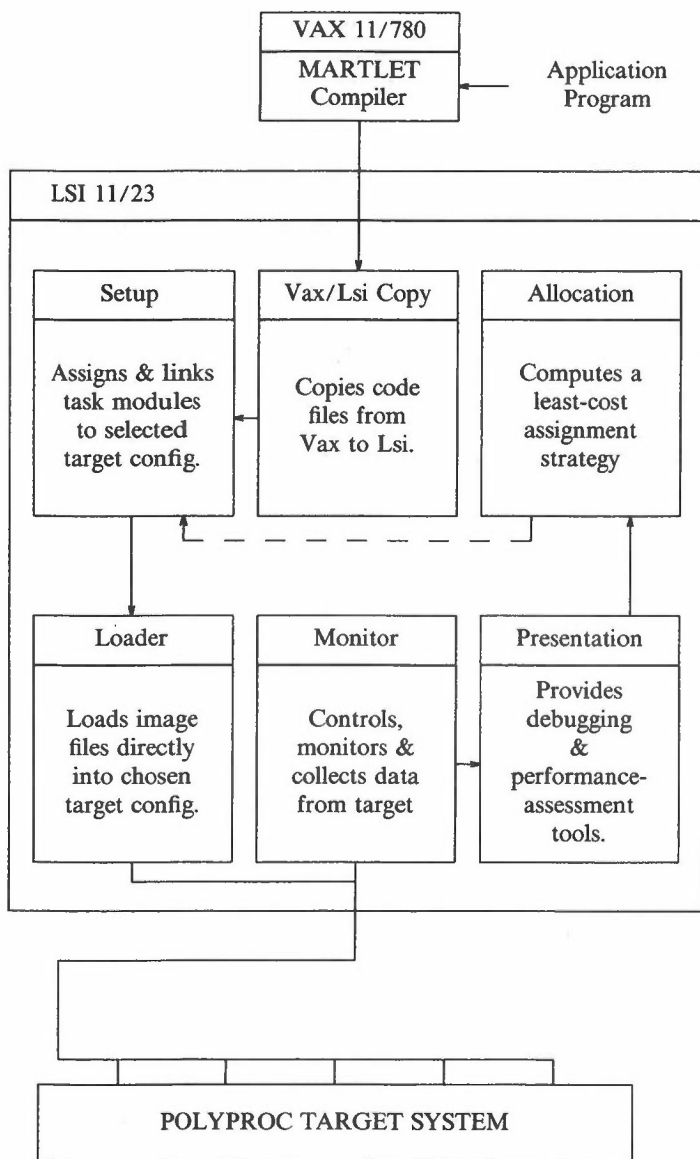 VAX 11/780
MARTLET
Compiler
Application
Program
LSI 11/23
Setup
Assigns & links
task modules
to selected
target config.
Vax/Lsi Copy
Copies code
files from
Vax to Lsi.
Allocation
Computes a
least-cost
assignment
strategy
Loader
Loads image
files directly
into chosen
target config.
Monitor
Controls,
monitors &
collects data
from target
Presentation
Provides
debugging
&
performance-
assessment
tools.
POLYPROC TARGET SYSTEM